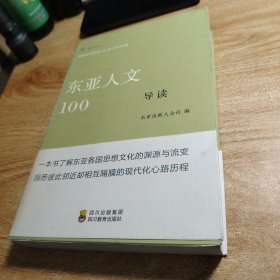 东亚人文
100
导读
东亚出版人会议 编
一本书了解东亚各国思想文化的渊源与流变
洞悉彼此邻近却相互隔膜的现代化心路历程
四川出版集团
四川教育出版社